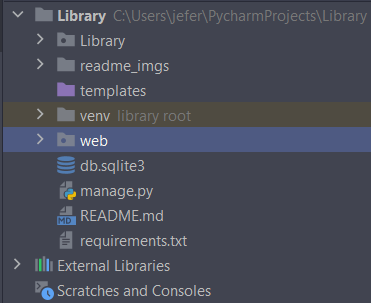 Library C:\Users\jefer\PycharmProjects\Library
Library
readme_imgs
templates
venv library root
web
db.sqlite3
manage.py
MD README.md
requirements.txt
External Libraries
Scratches and Consoles